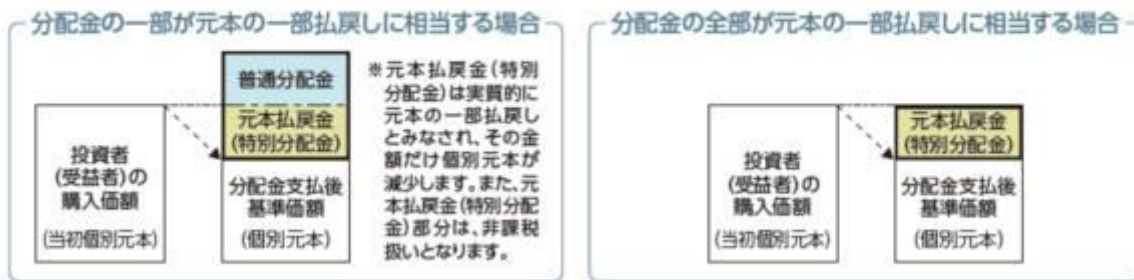 分配金の一部が元本の一部払戻しに相当する場合
普通分配金
元本払戻金
(特別分配金)
投資者
(受益者)の
購入価額
(当初個別元本)
分配金支払後
基準価額
(個別元本)
※元本払戻金(特別
分配金)は実質的に
元本の一部払戻し
とみなされ、その金
額だけ個別元本が
減少します。また、元
本払戻金(特別分配
金)部分は、非課税
扱いとなります。
分配金の全部が元本の一部払戻しに相当する場合
元本払戻金
(特別分配金)
投資者
(受益者)の
購入価額
(当初個別元本)
分配金支払後
基準価額
(個別元本)